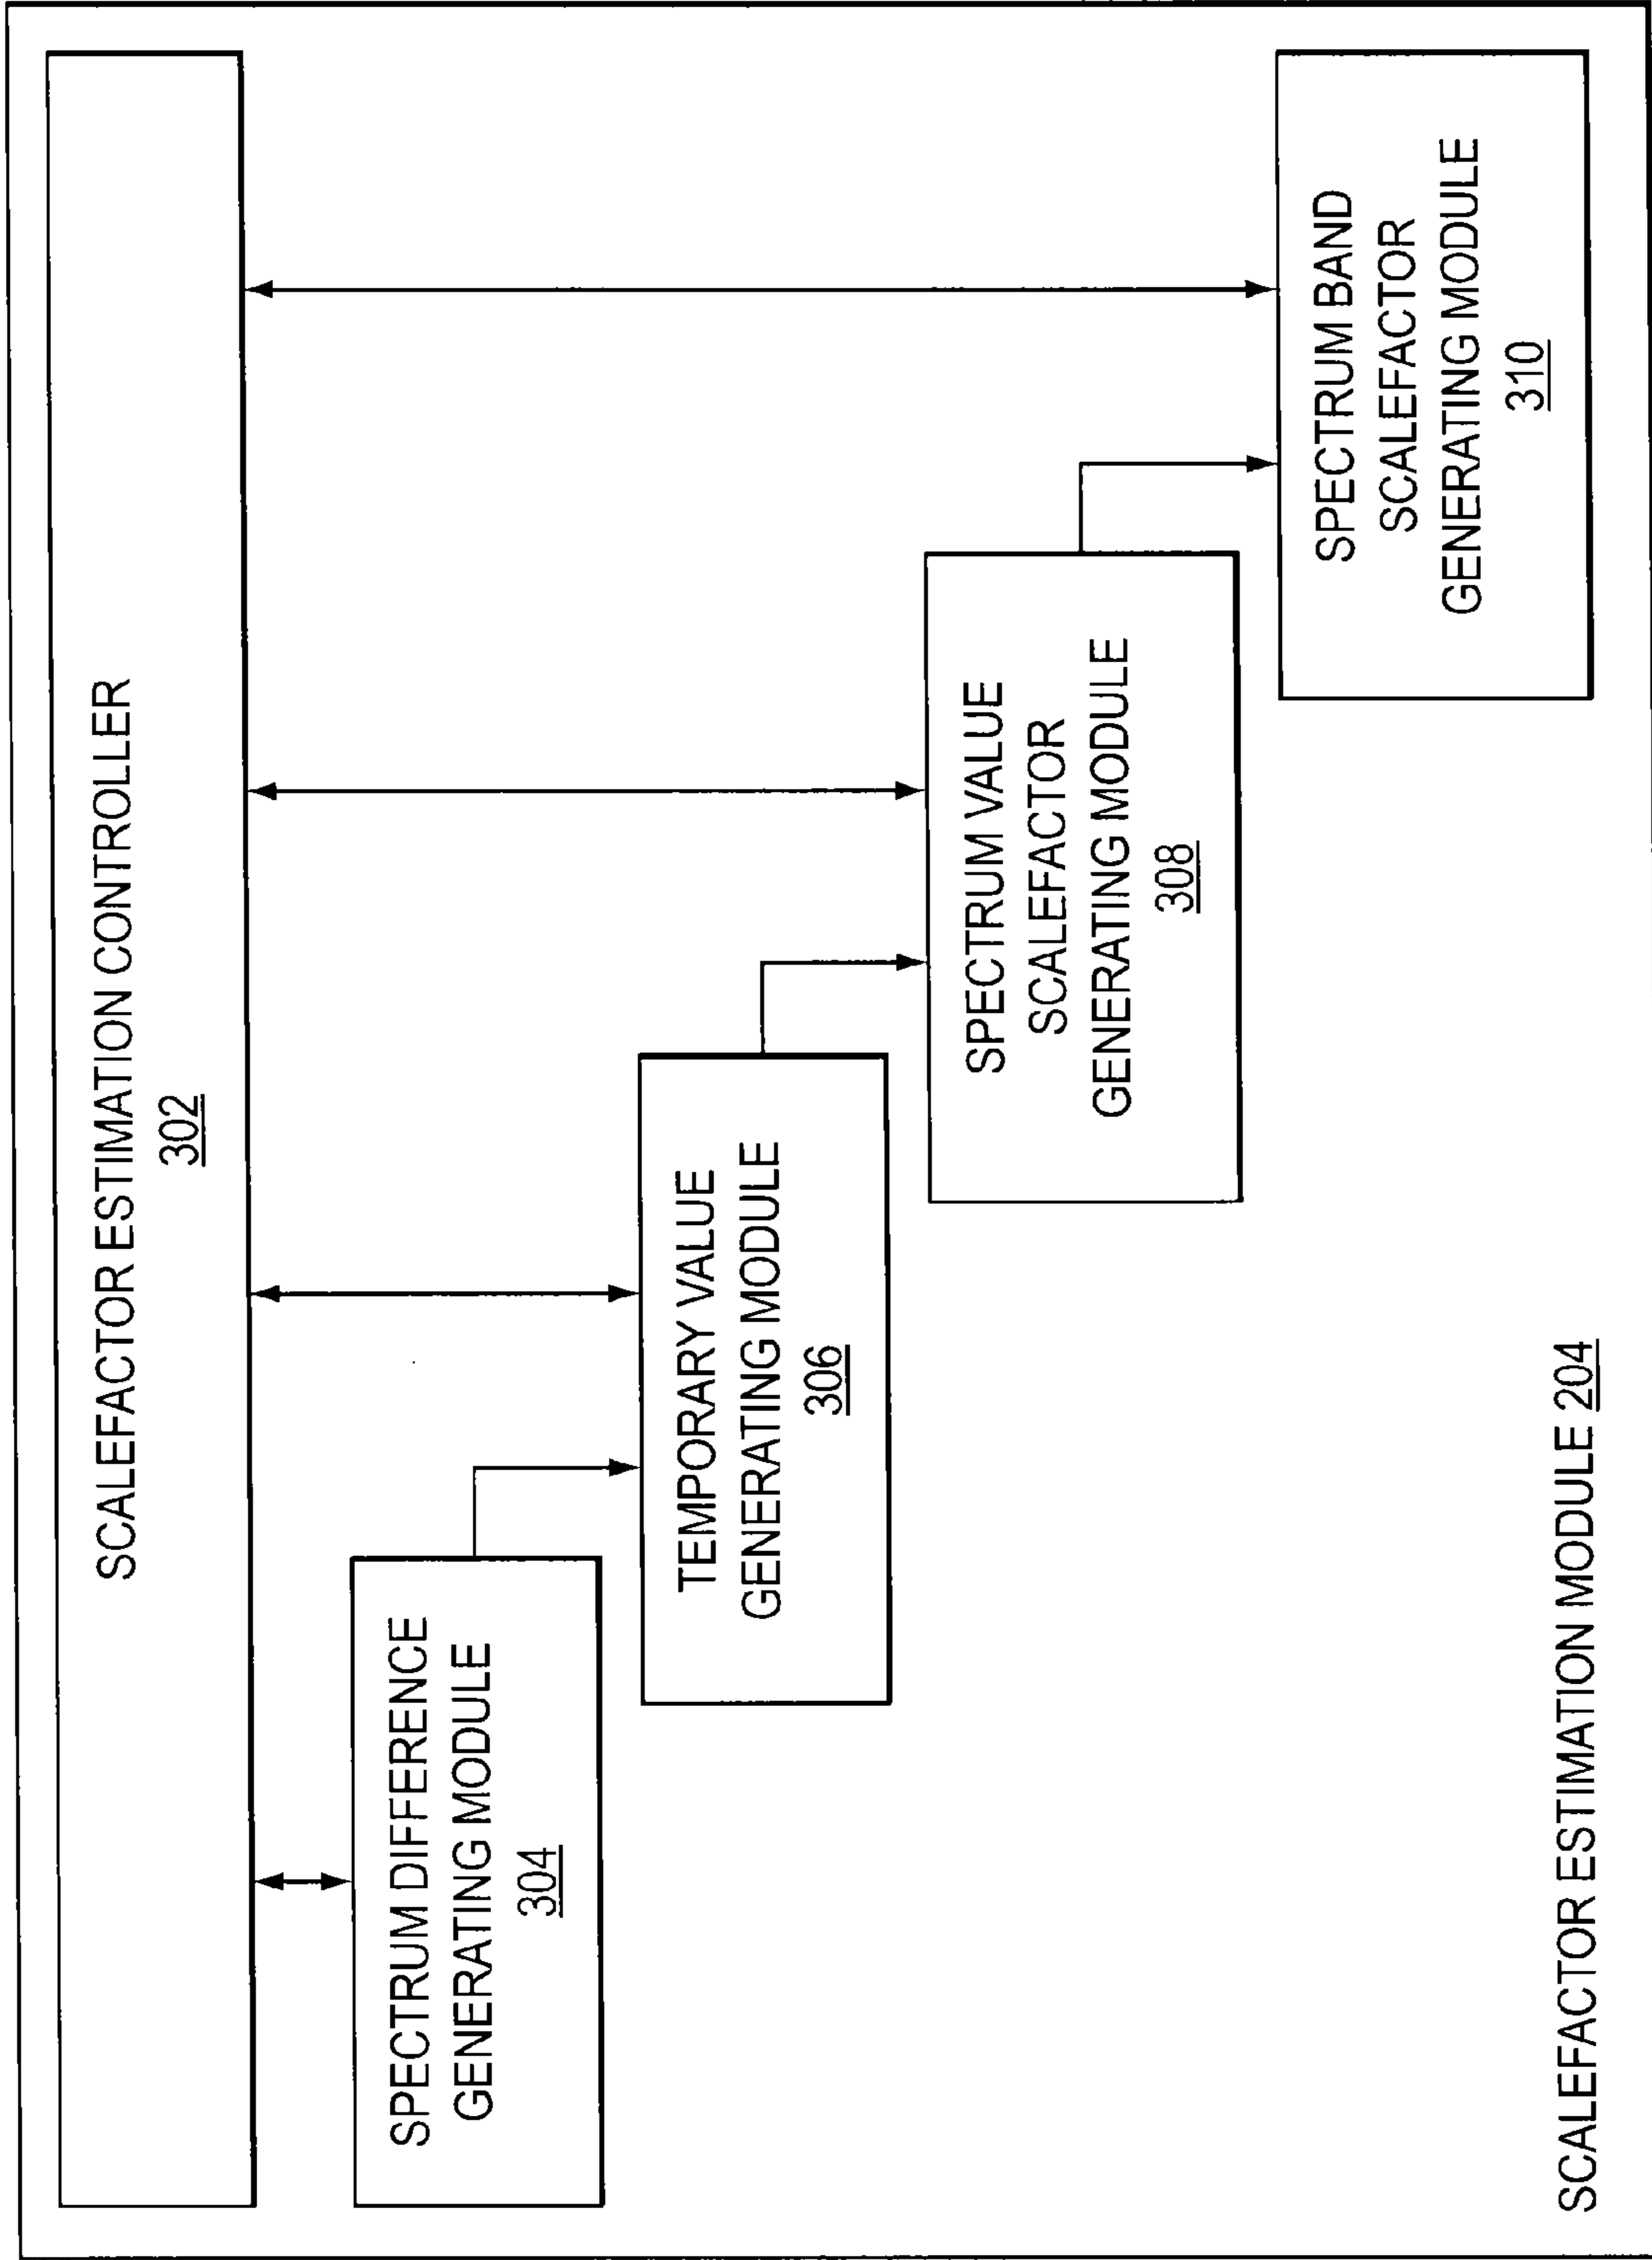 SCALEFACTOR ESTIMATION CONTROLLER
302
SPECTRUM DIFFERENCE
GENERATING MODULE
304
TEMPORARY VALUE
GENERATING MODULE
306
SPECTRUM VALUE
SCALEFACTOR
GENERATING MODULE
308
SPECTRUM BAND
SCALEFACTOR
GENERATING MODULE
310
SCALEFACTOR ESTIMATION MODULE 204